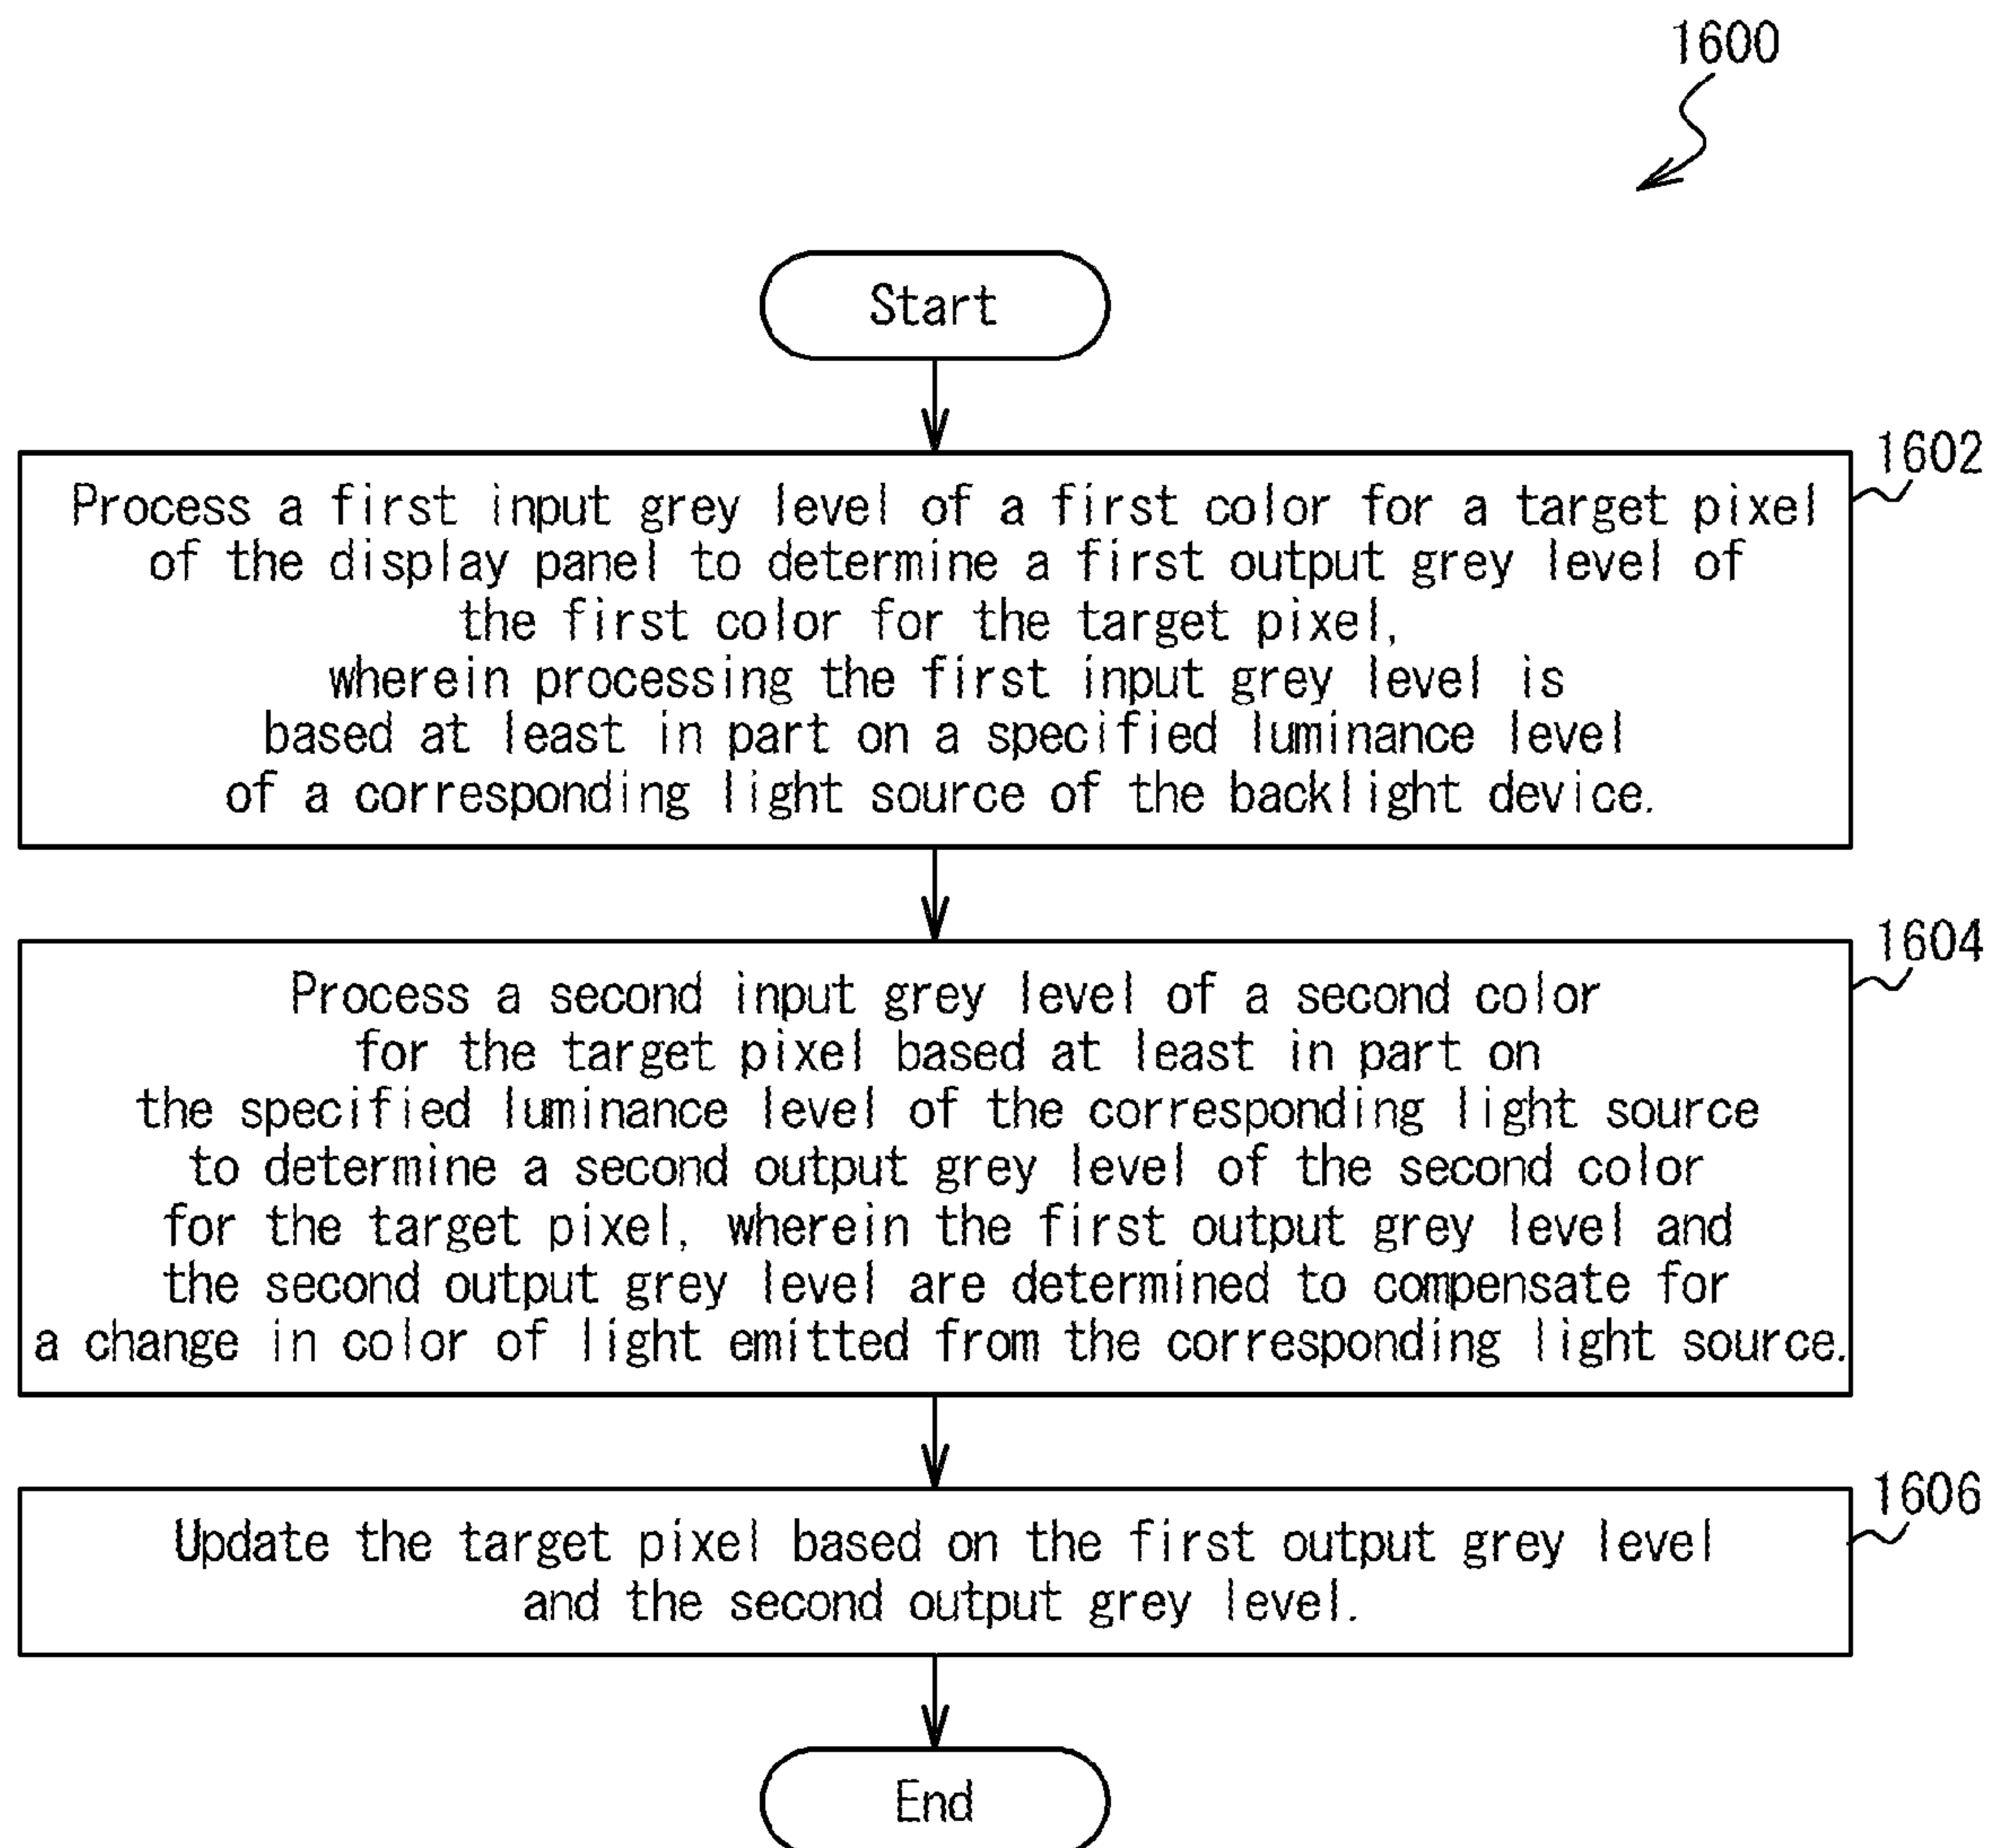 1600
Start
1602
Process a first input grey level of a first color for a target pixel
of the display panel to determine a first output grey level of
the first color for the target pixel,
wherein processing the first input grey level is
based at least in part on a specified luminance level
of a corresponding light source of the backlight device.
1604
Process a second input grey level of a second color
for the target pixel based at least in part on
the specified luminance level of the corresponding light source
to determine a second output grey level of the second color
for the target pixel, wherein the first output grey level and
the second output grey level are determined to compensate for
a change in color of light emitted from the corresponding light source.
1606
Update the target pixel based on the first output grey level
and the second output grey level.
End